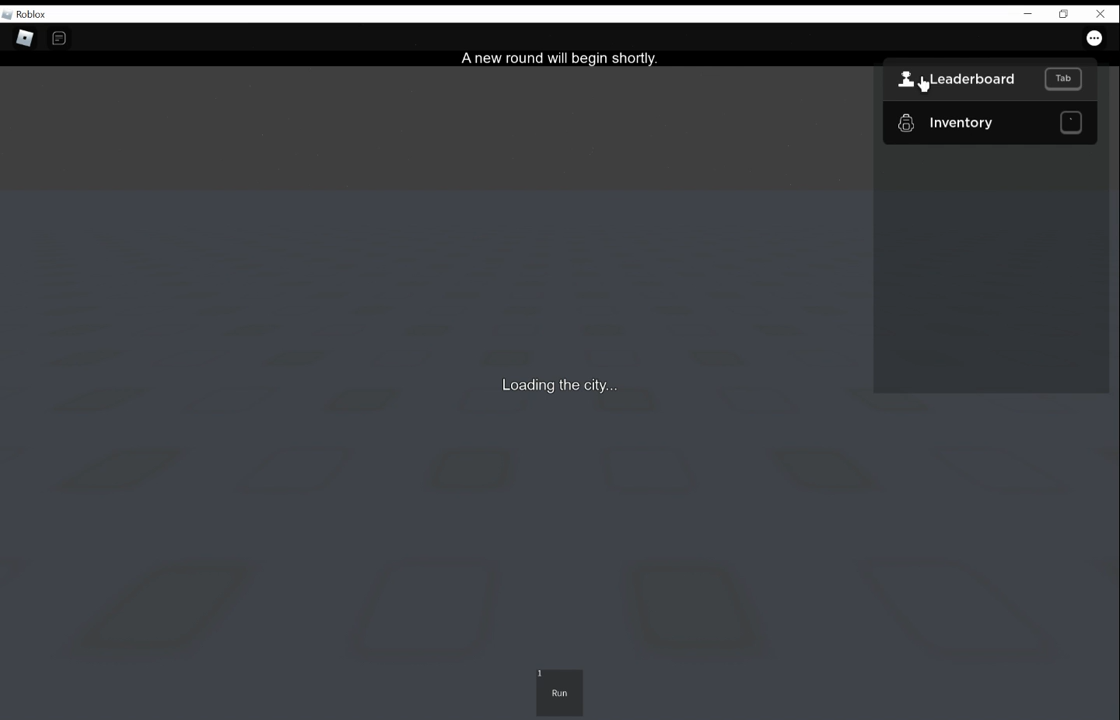 Roblox
A new round will begin shortly.
Leaderboard Tab
Inventory `
Loading the city...
1
Run